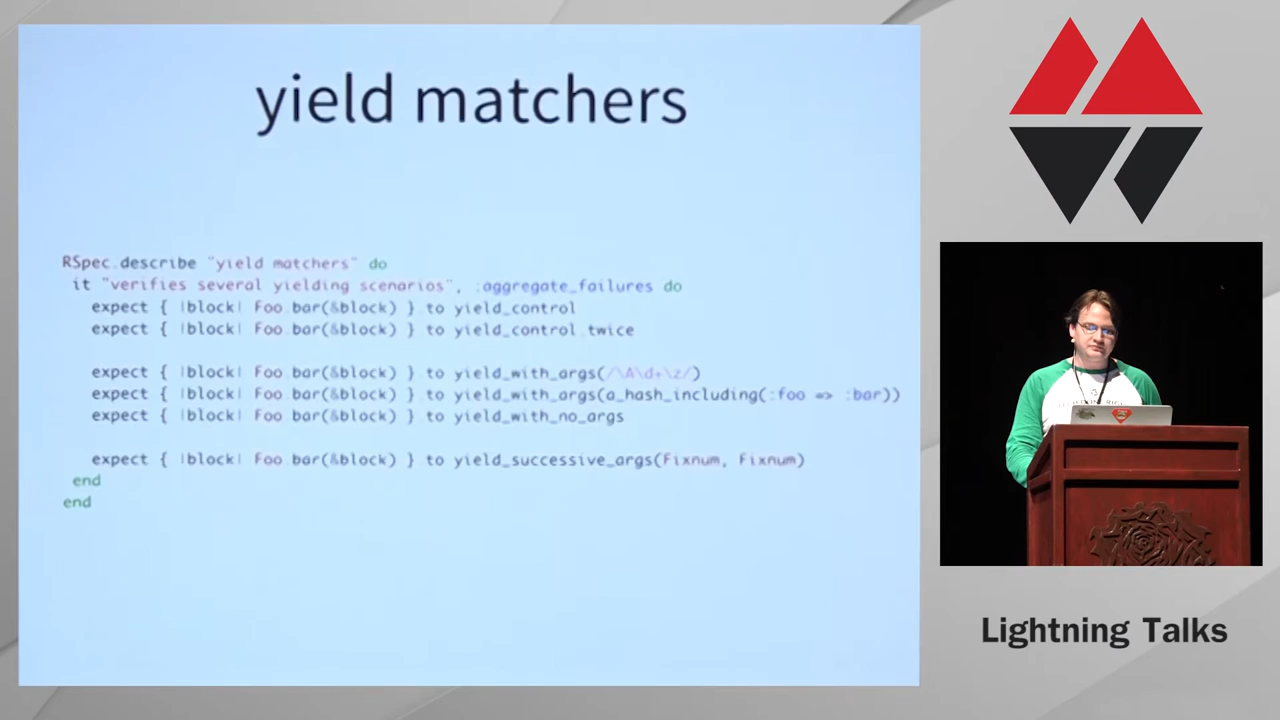 yield matchers
RSpec.describe "yield matchers" do
it "verifies several yielding scenarios", :aggregate_failures do
expect { |block| Foo.bar(&block) }.to yield_control
expect { |block| Foo.bar(&block) }.to yield_control.twice
expect { |block| Foo.bar(&block) }.to yield_with_args(/\A\d+\z/)
expect { |block| Foo.bar(&block) }.to yield_with_args(a_hash_including(:foo => :bar))
expect { |block| Foo.bar(&block) }.to yield_with_no_args
expect { |block| Foo.bar(&block) }.to yield_successive_args(Fixnum, Fixnum)
end
end
Lightning Talks